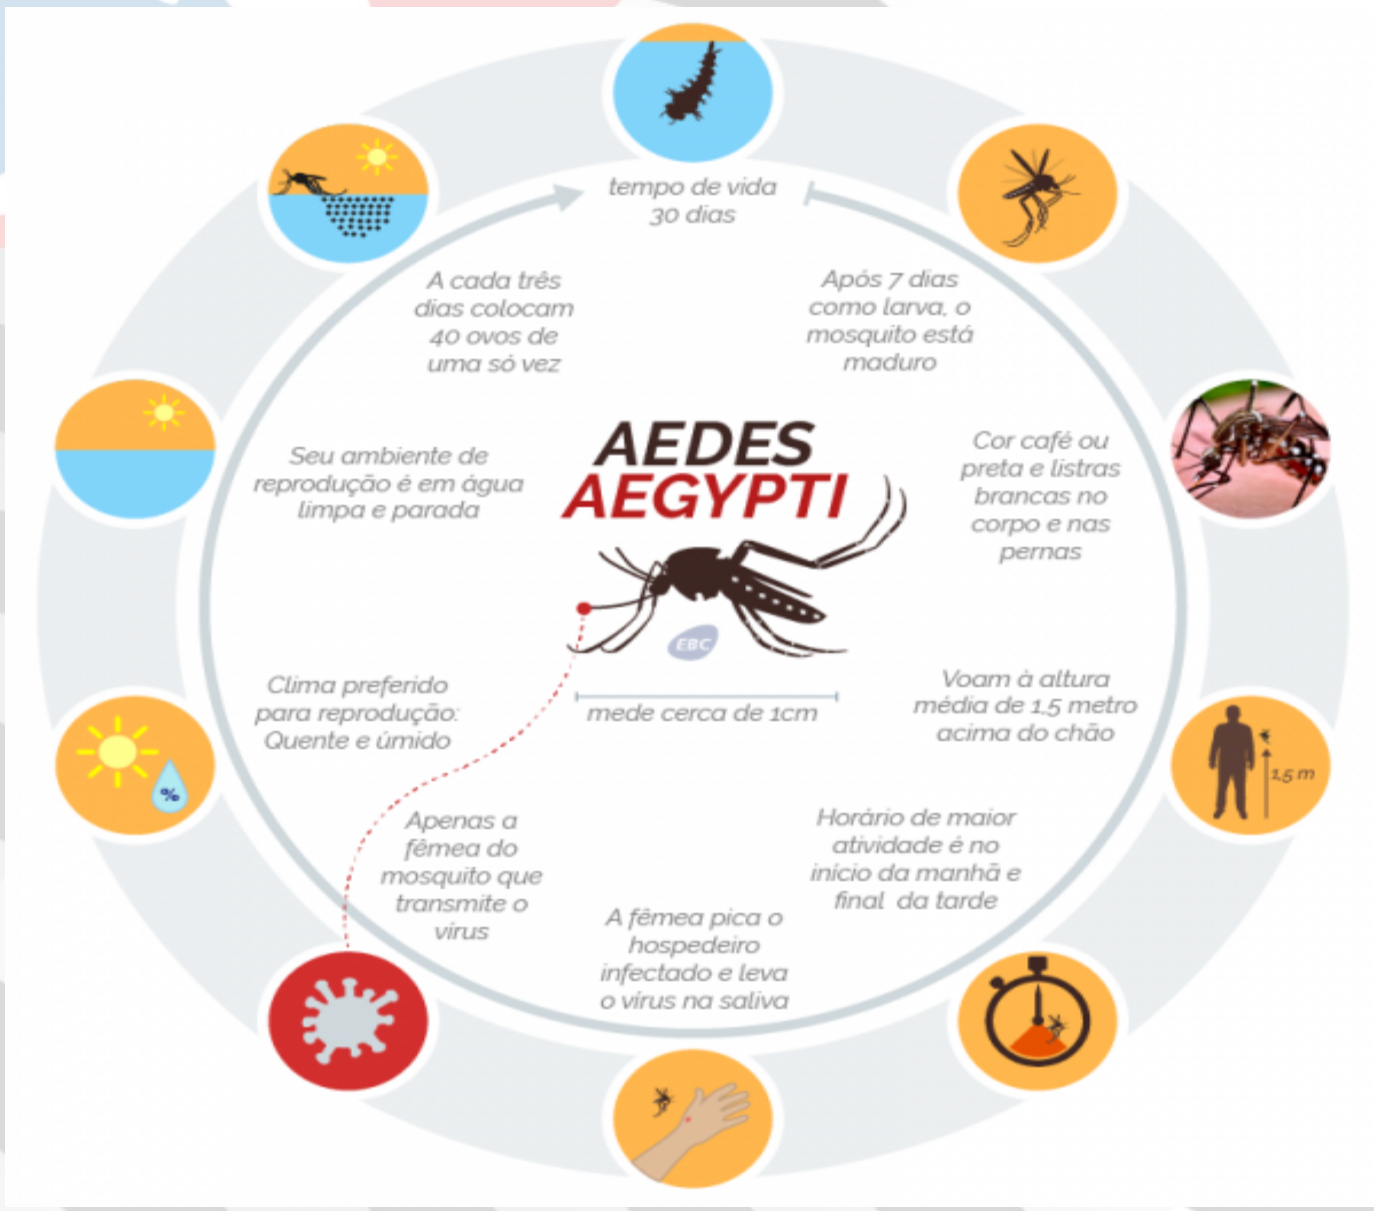 tempo de vida
30 dias
Após 7 dias
como larva, o
mosquito está
maduro
Cor café ou
preta e listras
brancas no
corpo e nas
pernas
Voam à altura
média de 1,5 metro
acima do chão
1,5 m
Horário de maior
atividade é no
início da manhã e
final da tarde
A fêmea pica o
hospedeiro
infectado e leva
o vírus na saliva
Apenas a
fêmea do
mosquito que
transmite o
vírus
Clima preferido
para reprodução:
Quente e úmido
%
Seu ambiente de
reprodução é em água
limpa e parada
A cada três
dias colocam
40 ovos de
uma só vez
AEDES
AEGYPTI
EBC
mede cerca de 1cm